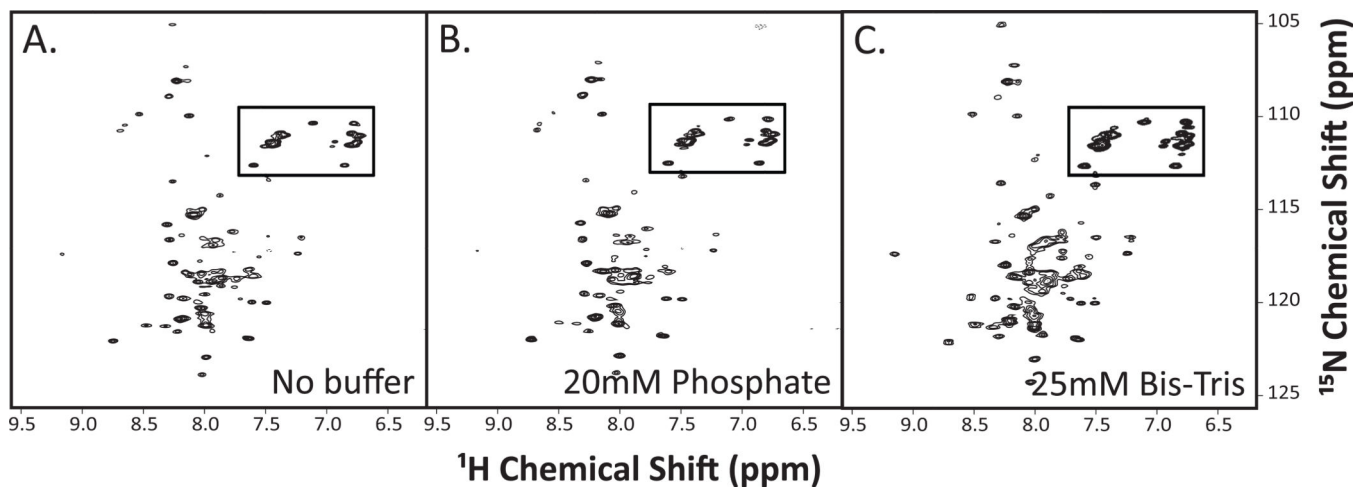 A.
B.
C.
No buffer
20mM Phosphate
25mM Bis-Tris
105
110
115
120
125
¹⁵N Chemical Shift (ppm)
9.5 9.0 8.5 8.0 7.5 7.0 6.5
9.5 9.0 8.5 8.0 7.5 7.0 6.5
9.5 9.0 8.5 8.0 7.5 7.0 6.5
¹H Chemical Shift (ppm)